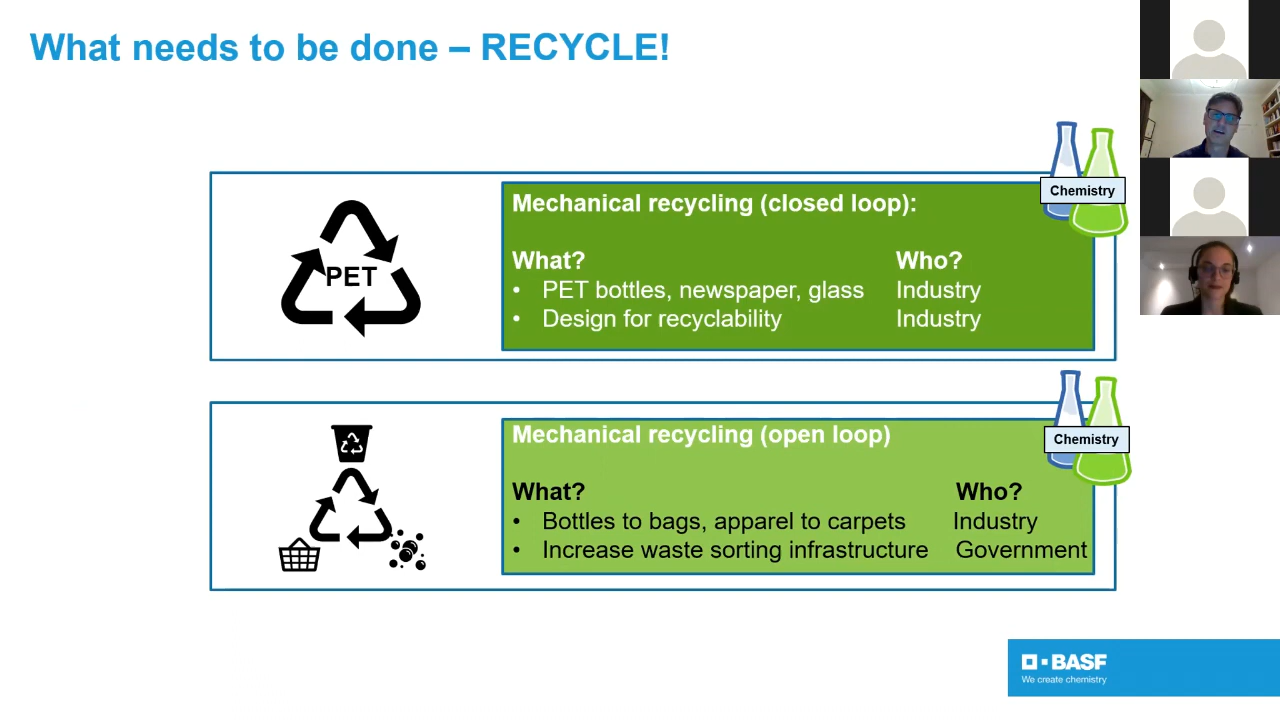 What needs to be done – RECYCLE!
Chemistry
PET
Mechanical recycling (closed loop):
What? Who?
• PET bottles, newspaper, glass Industry
• Design for recyclability Industry
Chemistry
Mechanical recycling (open loop)
What? Who?
• Bottles to bags, apparel to carpets Industry
• Increase waste sorting infrastructure Government
BASF
We create chemistry